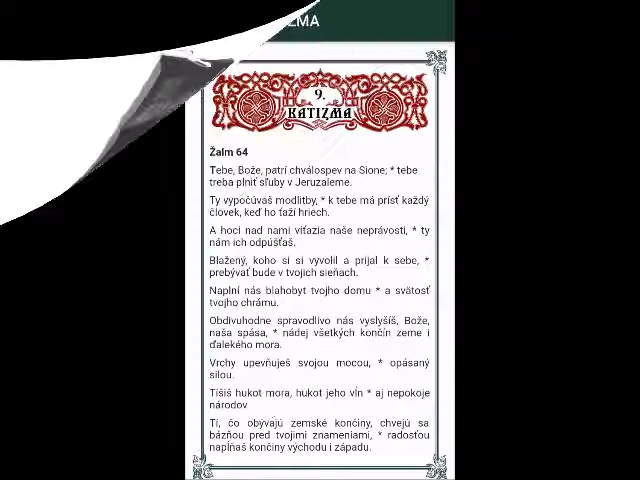 ZMA
9.
KATIZMA
Žalm 64
Tebe, Bože, patrí chválospev na Sione; * tebe
treba plniť sľuby v Jeruzaleme.
Ty vypočúvaš modlitby, * k tebe má prísť každý
človek, keď ho ťaží hriech.
A hoci nad nami víťazia naše neprávosti, * ty
nám ich odpúšťaš.
Blažený, koho si si vyvolil a prijal k sebe, *
prebývať bude v tvojich sieňach.
Naplní nás blahobyt tvojho domu * a svätosť
tvojho chrámu.
Obdivuhodne spravodlivo nás vyslyšíš, Bože,
naša spása, * nádej všetkých končín zeme i
ďalekého mora.
Vrchy upevňuješ svojou mocou, * opásaný
silou.
Tíšiš hukot mora, hukot jeho vĺn * aj nepokoje
národov
Tí, čo obývajú zemské končiny, chvejú sa
bázňou pred tvojimi znameniami, * radosťou
napĺňaš končiny východu i západu.